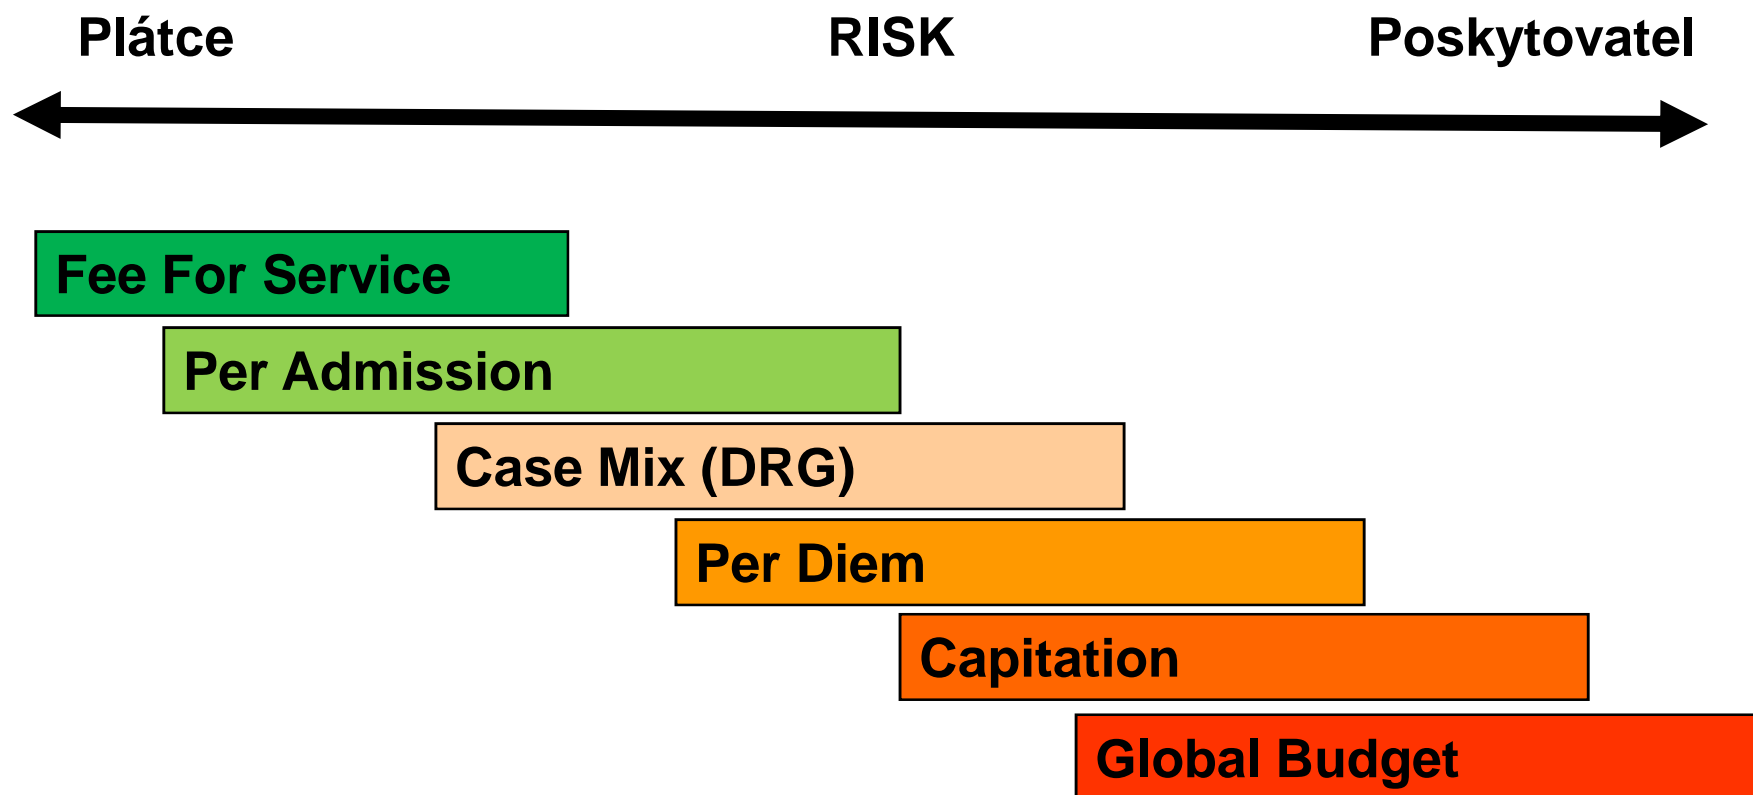 Plátce RISK Poskytovatel
Fee For Service
Per Admission
Case Mix (DRG)
Per Diem
Capitation
Global Budget